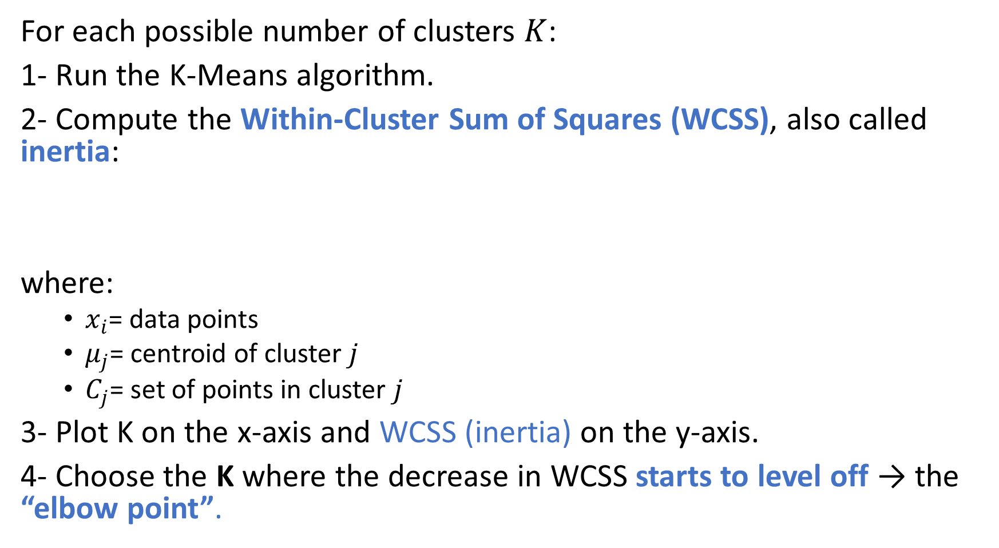 For each possible number of clusters K:
1- Run the K-Means algorithm.
2- Compute the Within-Cluster Sum of Squares (WCSS), also called
inertia:
where:
• xᵢ= data points
• μⱼ= centroid of cluster j
• Cⱼ= set of points in cluster j
3- Plot K on the x-axis and WCSS (inertia) on the y-axis.
4- Choose the K where the decrease in WCSS starts to level off → the
“elbow point”.